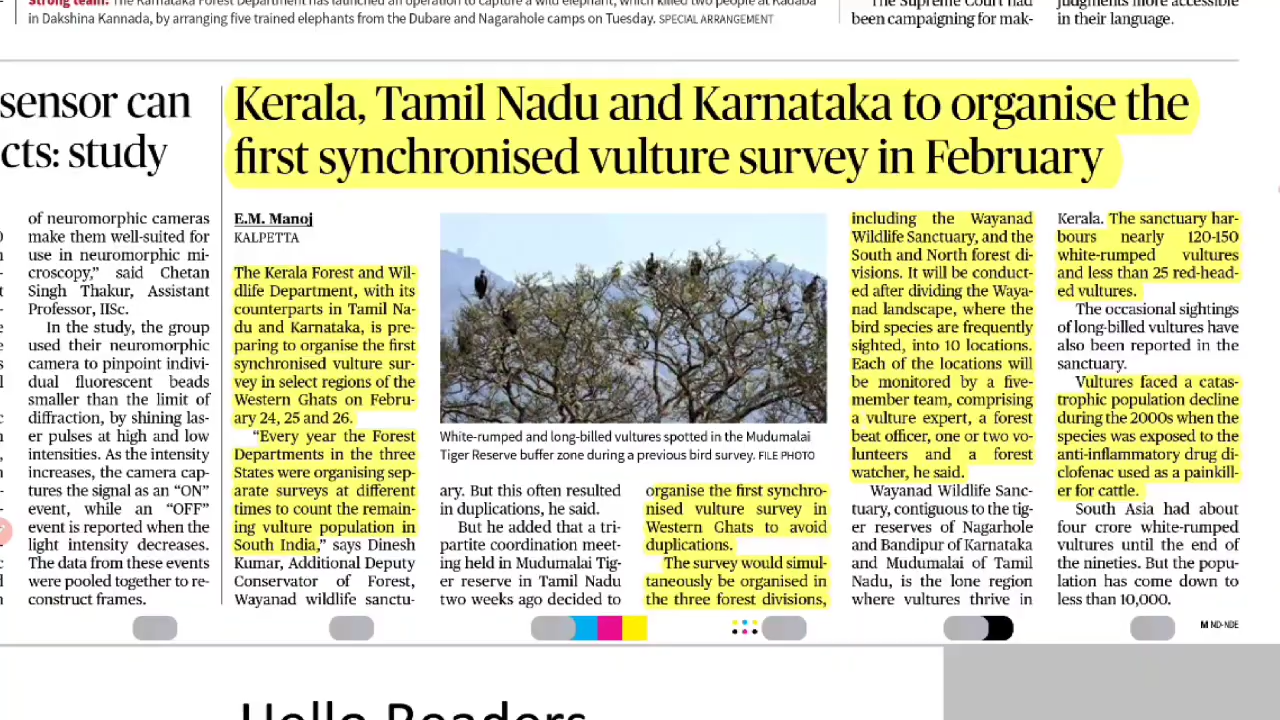 Strong team: The Karnataka Forest Department has launched an operation to capture a wild elephant, which killed two people at Kadaba
in Dakshina Kannada, by arranging five trained elephants from the Dubare and Nagarahole camps on Tuesday. SPECIAL ARRANGEMENT
The Supreme Court had
been campaigning for mak-
judgments more accessible
in their language.
sensor can
cts: study
of neuromorphic cameras
make them well-suited for
use in neuromorphic mi-
croscopy,” said Chetan
Singh Thakur, Assistant
Professor, IISc.
In the study, the group
used their neuromorphic
camera to pinpoint indivi-
dual fluorescent beads
smaller than the limit of
diffraction, by shining las-
er pulses at high and low
intensities. As the intensity
increases, the camera cap-
tures the signal as an “ON”
event, while an “OFF”
event is reported when the
light intensity decreases.
The data from these events
were pooled together to re-
construct frames.
Kerala, Tamil Nadu and Karnataka to organise the
first synchronised vulture survey in February
E.M. Manoj
KALPETTA
The Kerala Forest and Wil-
dlife Department, with its
counterparts in Tamil Na-
du and Karnataka, is pre-
paring to organise the first
synchronised vulture sur-
vey in select regions of the
Western Ghats on Febru-
ary 24, 25 and 26.
“Every year the Forest
Departments in the three
States were organising sep-
arate surveys at different
times to count the remain-
ing vulture population in
South India,” says Dinesh
Kumar, Additional Deputy
Conservator of Forest,
Wayanad wildlife sanctu-
White-rumped and long-billed vultures spotted in the Mudumalai
Tiger Reserve buffer zone during a previous bird survey. FILE PHOTO
ary. But this often resulted
in duplications, he said.
But he added that a tri-
partite coordination meet-
ing held in Mudumalai Tig-
er reserve in Tamil Nadu
two weeks ago decided to
organise the first synchro-
nised vulture survey in
Western Ghats to avoid
duplications.
The survey would simul-
taneously be organised in
the three forest divisions,
including the Wayanad
Wildlife Sanctuary, and the
South and North forest di-
visions. It will be conduct-
ed after dividing the Waya-
nad landscape, where the
bird species are frequently
sighted, into 10 locations.
Each of the locations will
be monitored by a five-
member team, comprising
a vulture expert, a forest
beat officer, one or two vo-
lunteers and a forest
watcher, he said.
Wayanad Wildlife Sanc-
tuary, contiguous to the tig-
er reserves of Nagarhole
and Bandipur of Karnataka
and Mudumalai of Tamil
Nadu, is the lone region
where vultures thrive in
Kerala. The sanctuary har-
bours nearly 120-150
white-rumped vultures
and less than 25 red-head-
ed vultures.
The occasional sightings
of long-billed vultures have
also been reported in the
sanctuary.
Vultures faced a catas-
trophic population decline
during the 2000s when the
species was exposed to the
anti-inflammatory drug di-
clofenac used as a painkill-
er for cattle.
South Asia had about
four crore white-rumped
vultures until the end of
the nineties. But the popu-
lation has come down to
less than 10,000.
M ND-NDE
Hello Readers